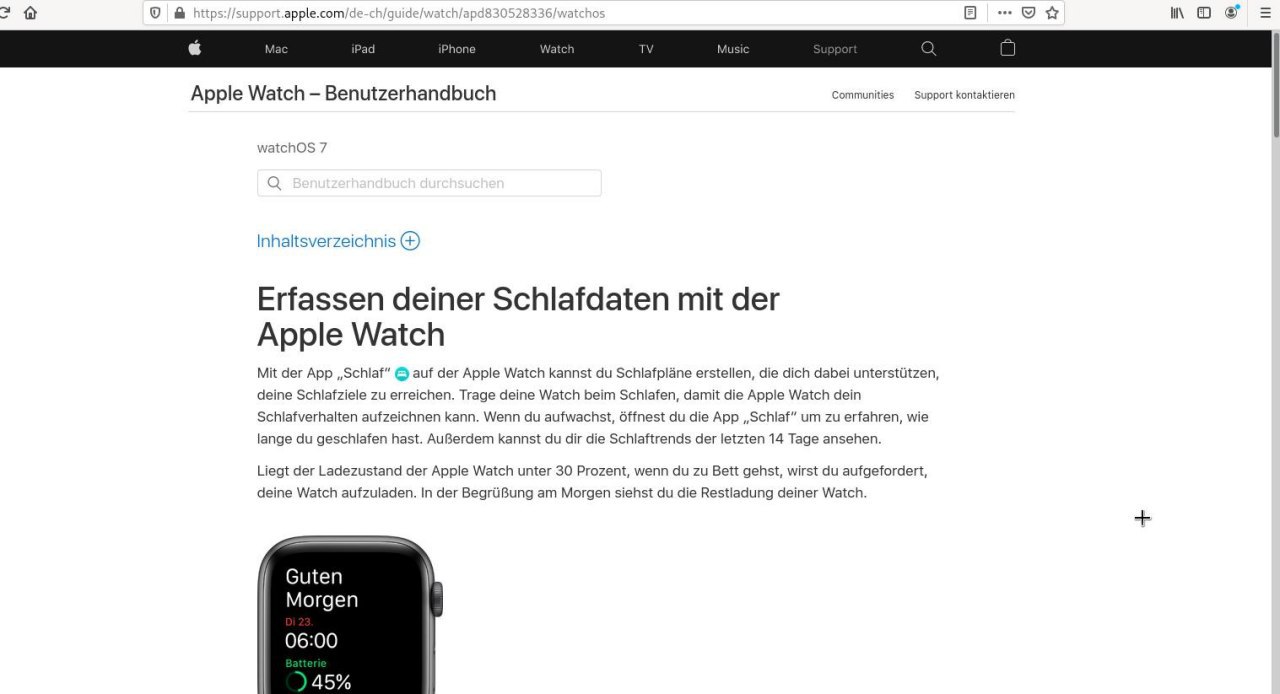 https://support.apple.com/de-ch/guide/watch/apd830528336/watchos
Mac iPad iPhone Watch TV Music Support
Apple Watch – Benutzerhandbuch
Communities Support kontaktieren
watchOS 7
Benutzerhandbuch durchsuchen
Inhaltsverzeichnis
Erfassen deiner Schlafdaten mit der
Apple Watch
Mit der App „Schlaf“ auf der Apple Watch kannst du Schlafpläne erstellen, die dich dabei unterstützen,
deine Schlafziele zu erreichen. Trage deine Watch beim Schlafen, damit die Apple Watch dein
Schlafverhalten aufzeichnen kann. Wenn du aufwachst, öffnest du die App „Schlaf“ um zu erfahren, wie
lange du geschlafen hast. Außerdem kannst du dir die Schlaftrends der letzten 14 Tage ansehen.
Liegt der Ladezustand der Apple Watch unter 30 Prozent, wenn du zu Bett gehst, wirst du aufgefordert,
deine Watch aufzuladen. In der Begrüßung am Morgen siehst du die Restladung deiner Watch.
Guten
Morgen
Di 23.
06:00
Batterie
45%